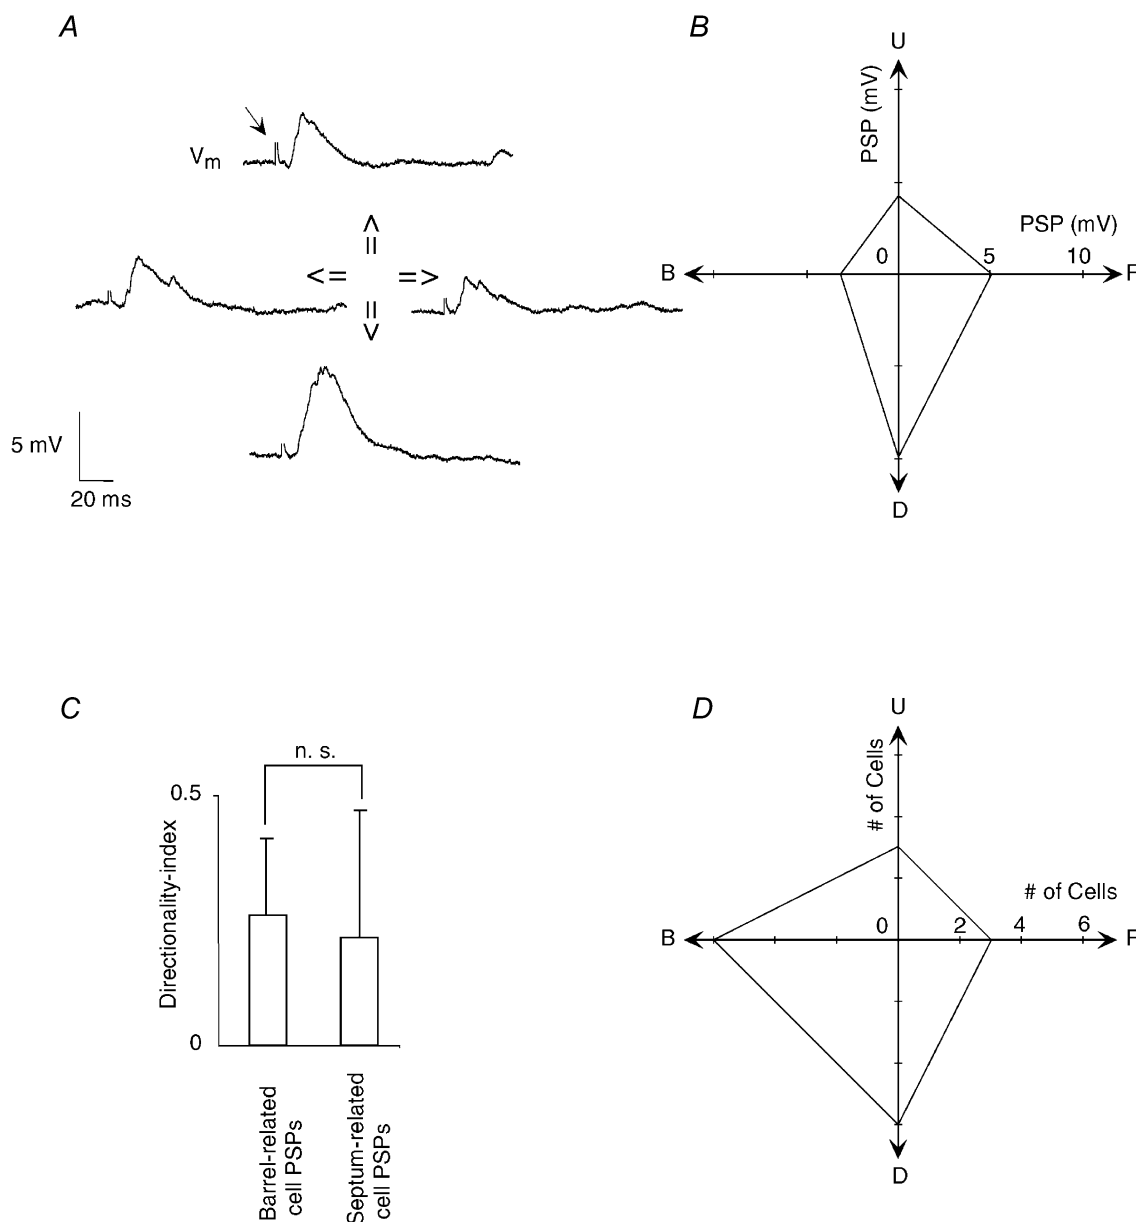 A
V_m
<=
=>
<=
=>
5 mV
20 ms
B
U
PSP (mV)
PSP (mV)
0
5
10
B
F
D
C
n. s.
0.5
Directionality-index
0
Barrel-related
cell PSPs
Septum-related
cell PSPs
D
U
# of Cells
# of Cells
0
2
4
6
B
F
D